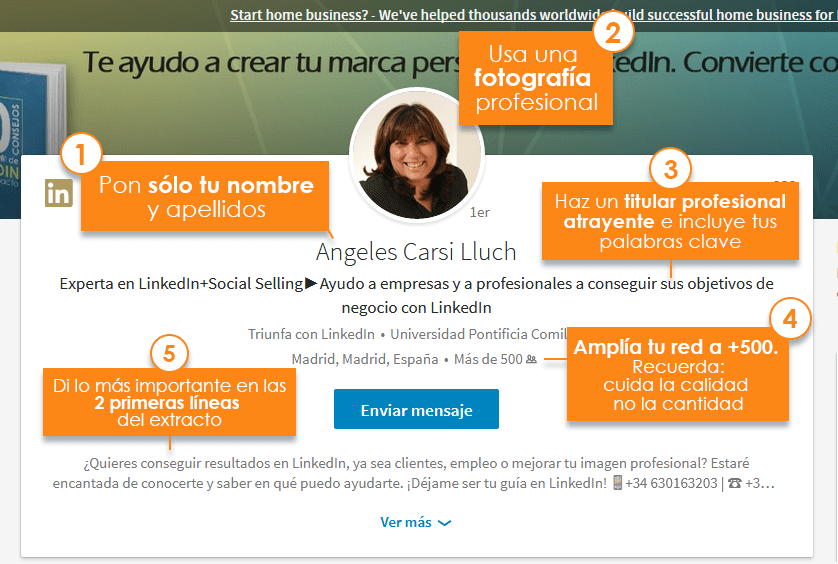 Start home business? - We've helped thousands worldwide build successful home business for
Te ayudo a crear tu marca pers kedIn. Convierte co
CONSEJOS
2
Usa una
fotografía
profesional
1
Pon sólo tu nombre
y apellidos
in
1er
3
Haz un titular profesional
atrayente e incluye tus
palabras clave
Angeles Carsi Lluch
Experta en LinkedIn+Social Selling►Ayudo a empresas y a profesionales a conseguir sus objetivos de
negocio con LinkedIn
Triunfa con LinkedIn • Universidad Pontificia Comil
Madrid, Madrid, España • Más de 500
4
Amplía tu red a +500.
Recuerda:
cuida la calidad
no la cantidad
5
Di lo más importante en las
2 primeras líneas
del extracto
Enviar mensaje
¿Quieres conseguir resultados en LinkedIn, ya sea clientes, empleo o mejorar tu imagen profesional? Estaré
encantada de conocerte y saber en qué puedo ayudarte. ¡Déjame ser tu guía en LinkedIn! 📱+34 630163203 | ☎ +3…
Ver más